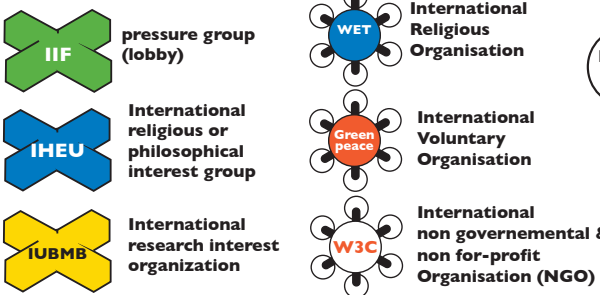 IIF
pressure group
(lobby)
IHEU
International
religious or
philosophical
interest group
IUBMB
International
research interest
organization
WET
International
Religious
Organisation
Green
peace
International
Voluntary
Organisation
W3C
International
non governemental &
non for-profit
Organisation (NGO)